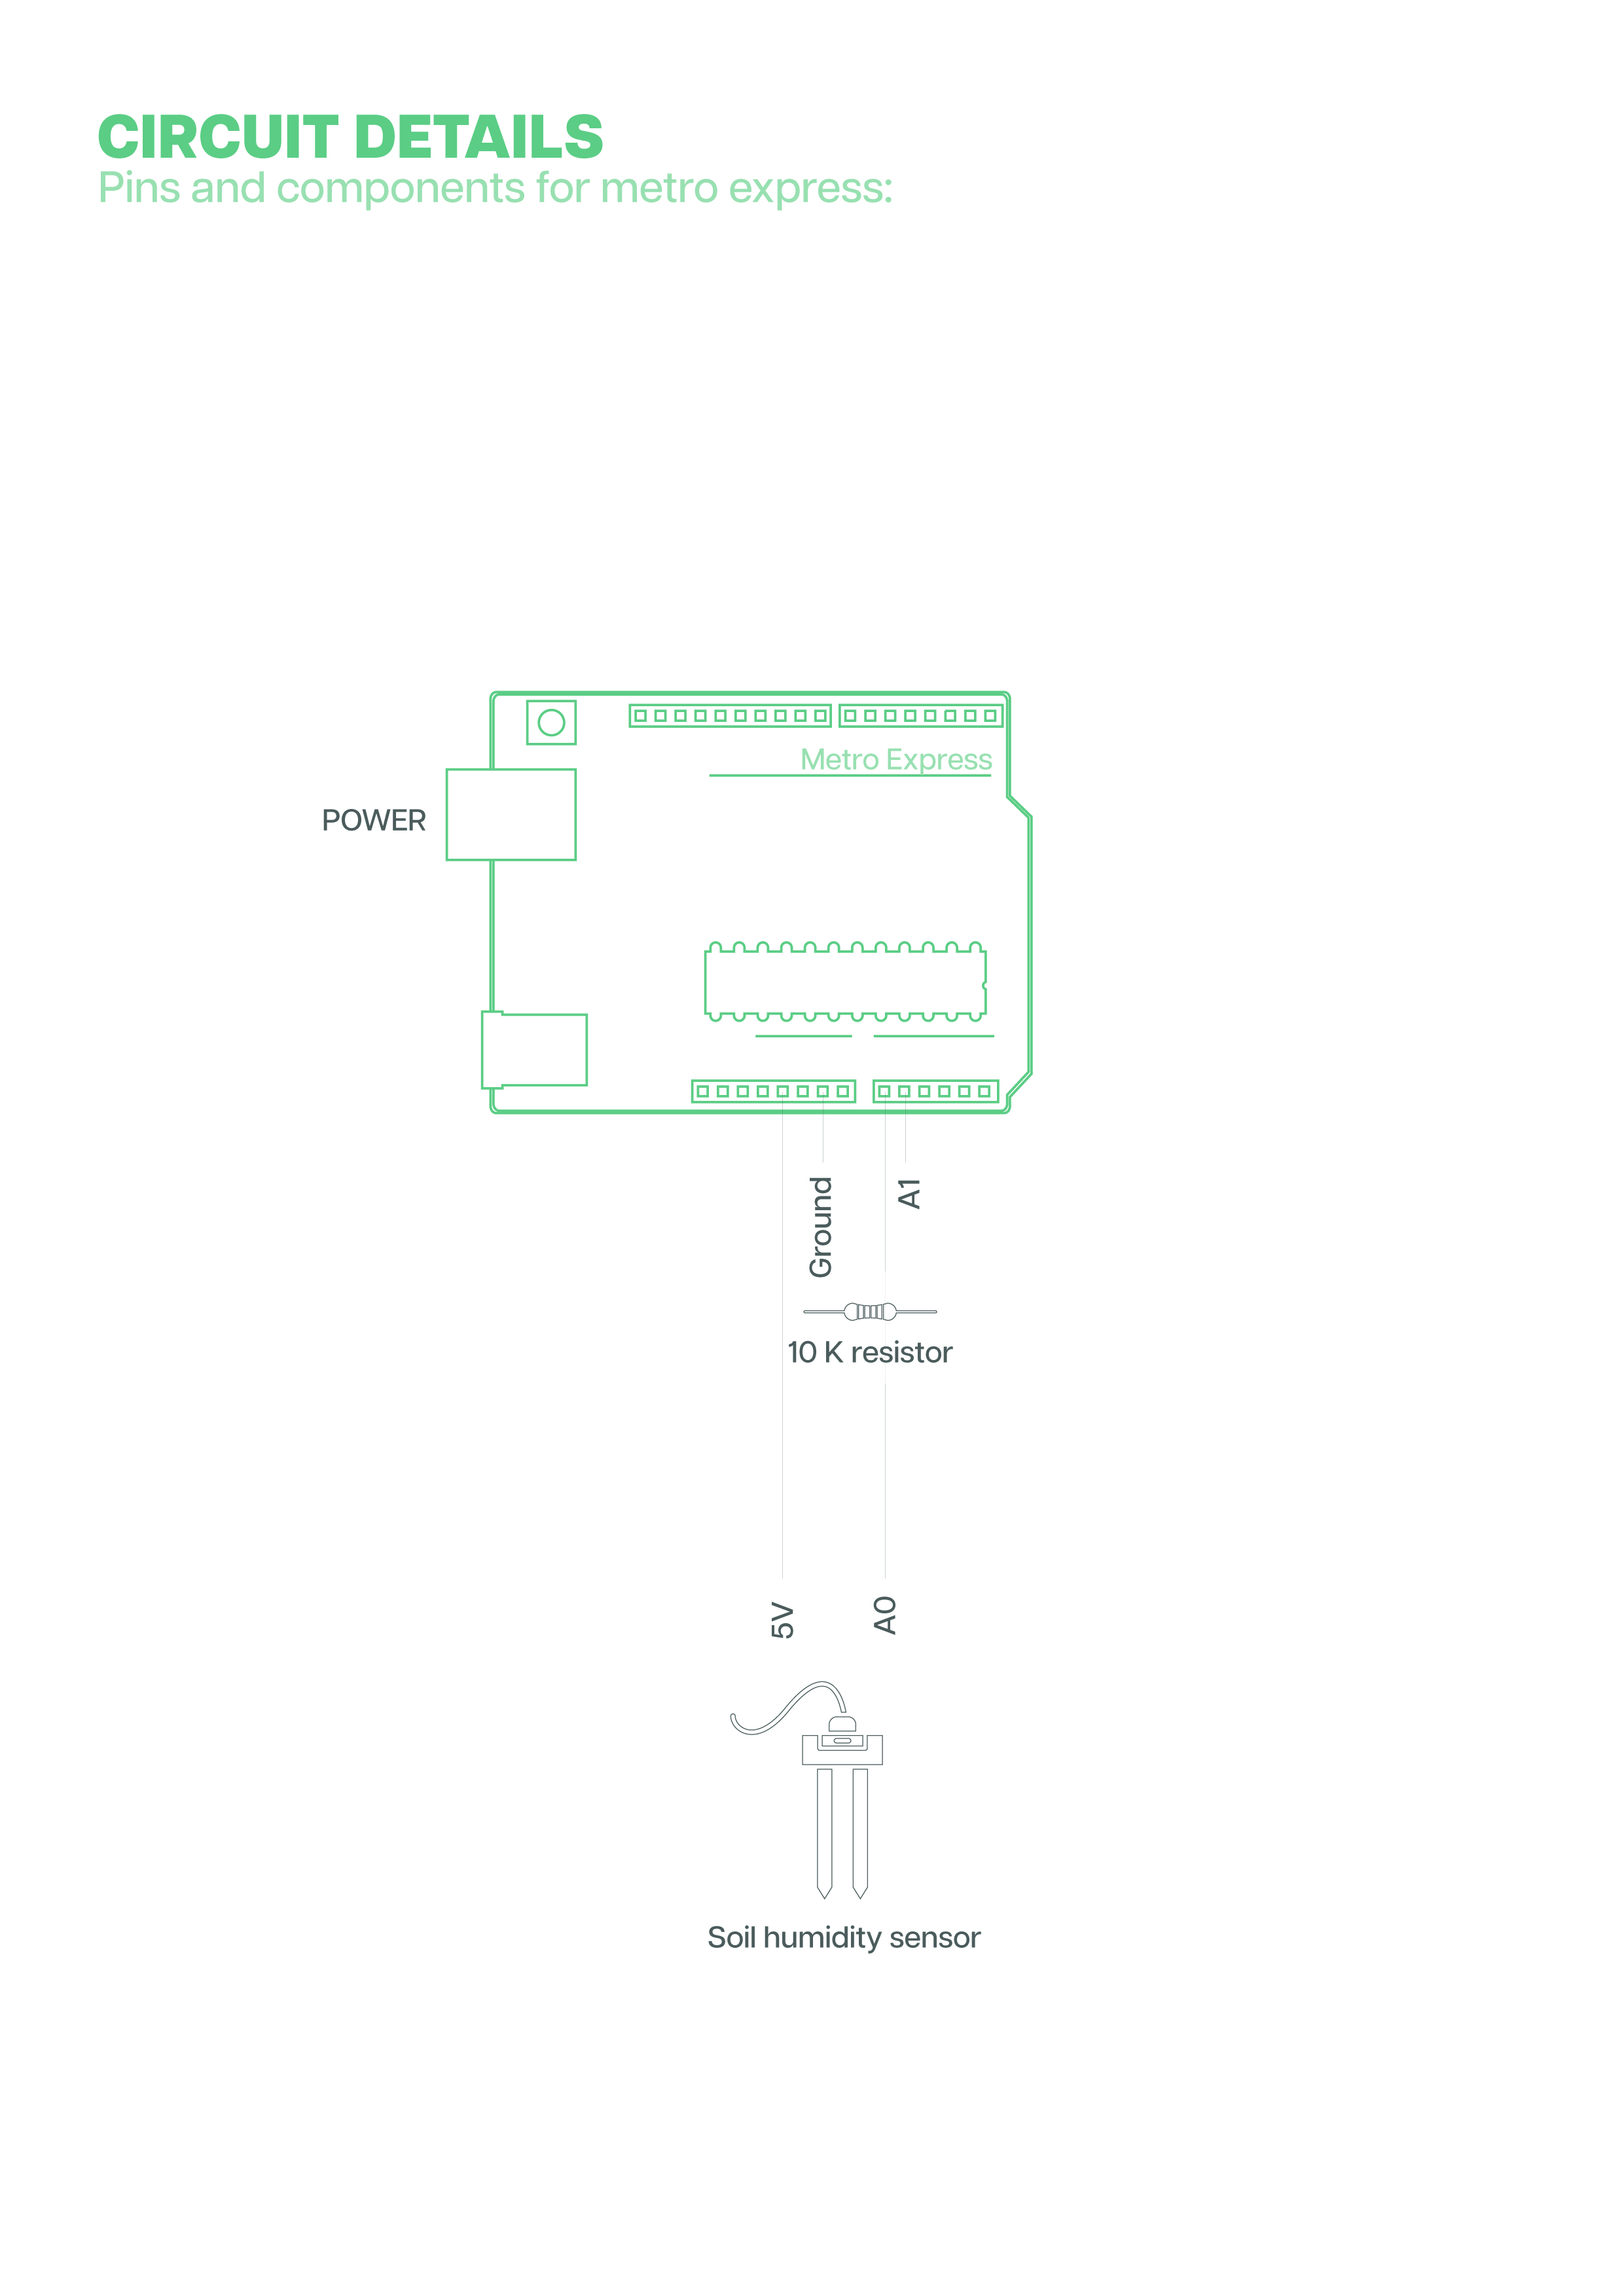 CIRCUIT DETAILS
Pins and components for metro express:
Metro Express
POWER
Ground
A1
10 K resistor
5V
A0
Soil humidity sensor